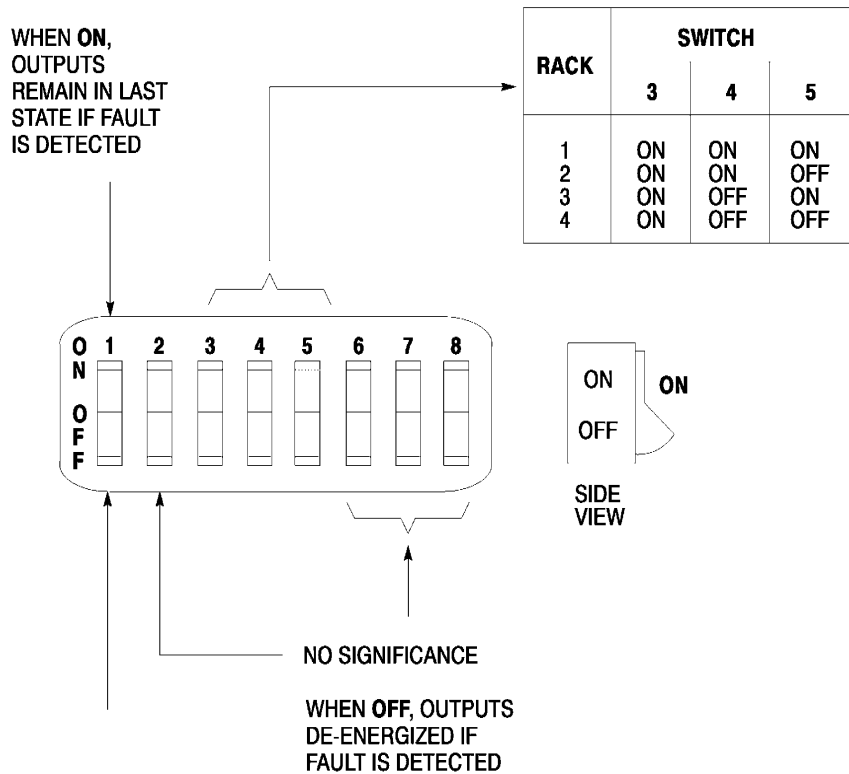 WHEN ON,
OUTPUTS
REMAIN IN LAST
STATE IF FAULT
IS DETECTED
RACK SWITCH
3 4 5
1 ON ON ON
2 ON ON OFF
3 ON OFF ON
4 ON OFF OFF
ON 1 2 3 4 5 6 7 8
OFF
ON
OFF
ON
SIDE
VIEW
NO SIGNIFICANCE
WHEN OFF, OUTPUTS
DE-ENERGIZED IF
FAULT IS DETECTED